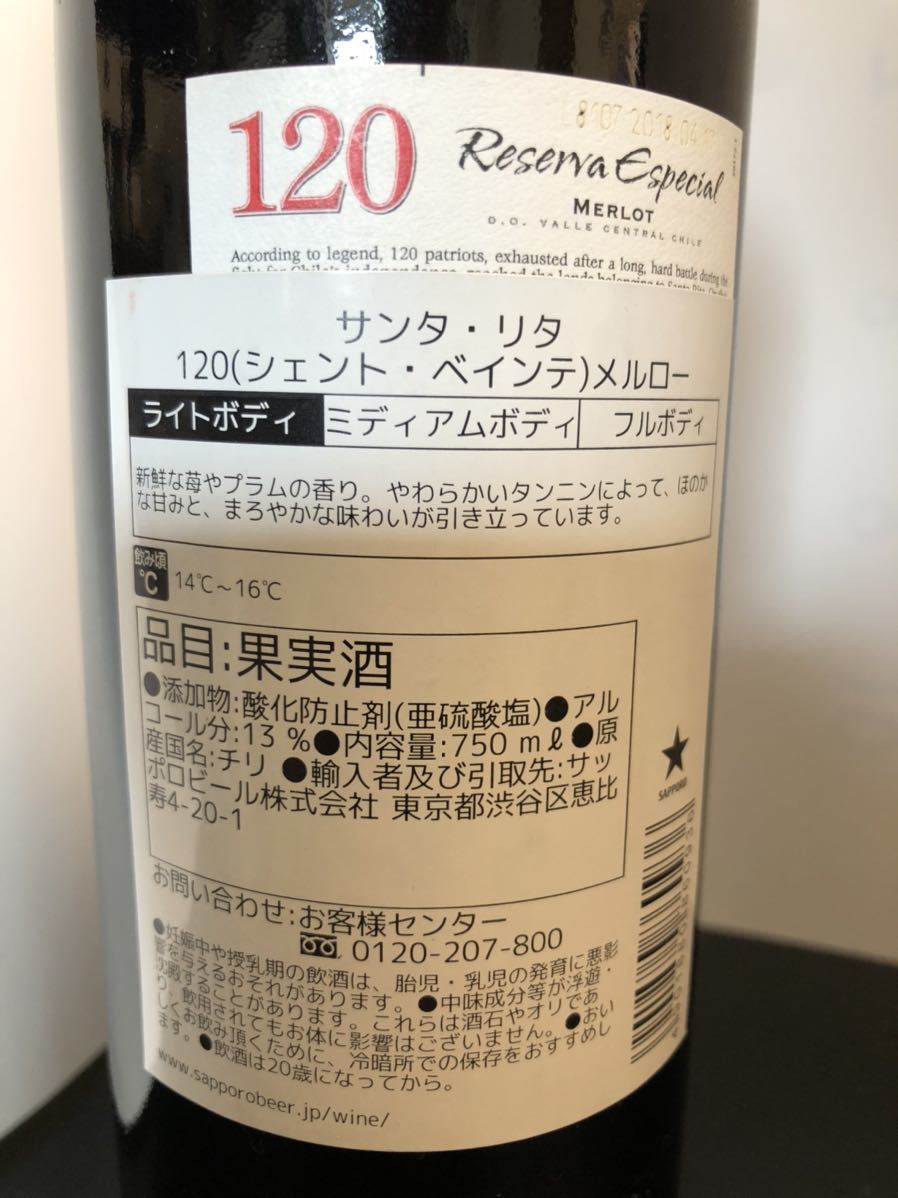 8107 2018.04
120
Reserva Especial
MERLOT
D.O. VALLE CENTRAL CHILE
According to legend, 120 patriots, exhausted after a long, hard battle during the
サンタ・リタ
120(シェント・ベインテ)メルロー
ライトボディ ミディアムボディ フルボディ
新鮮な苺やプラムの香り。やわらかいタンニンによって、ほのか
な甘みと、まろやかな味わいが引き立っています。
飲み頃
℃ 14℃～16℃
品目:果実酒
●添加物:酸化防止剤(亜硫酸塩)●アル
コール分:13 %●内容量:750 mℓ ●原
産国名:チリ ●輸入者及び引取先:サッ
ポロビール株式会社 東京都渋谷区恵比
寿4-20-1
SAPPORO
お問い合わせ:お客様センター
0120-207-800
●妊娠中や授乳期の飲酒は、胎児・乳児の発育に悪影
響を与えるおそれがあります。●中味成分等が浮遊・
沈殿することがあります。これらは酒石やオリであ
り、飲用されてもお体に影響はございません。●おい
しくお飲み頂くために、冷暗所での保存をおすすめし
ます。●飲酒は20歳になってから。
www.sapporobeer.jp/wine/